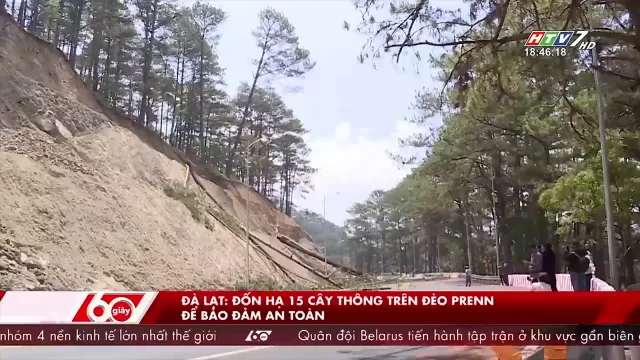 HTV7 HD
18:46:18
60 giây
ĐÀ LẠT: ĐỐN HẠ 15 CÂY THÔNG TRÊN ĐÈO PRENN
ĐỂ BẢO ĐẢM AN TOÀN
nhóm 4 nền kinh tế lớn nhất thế giới
Quân đội Belarus tiến hành tập trận ở khu vực gần biên